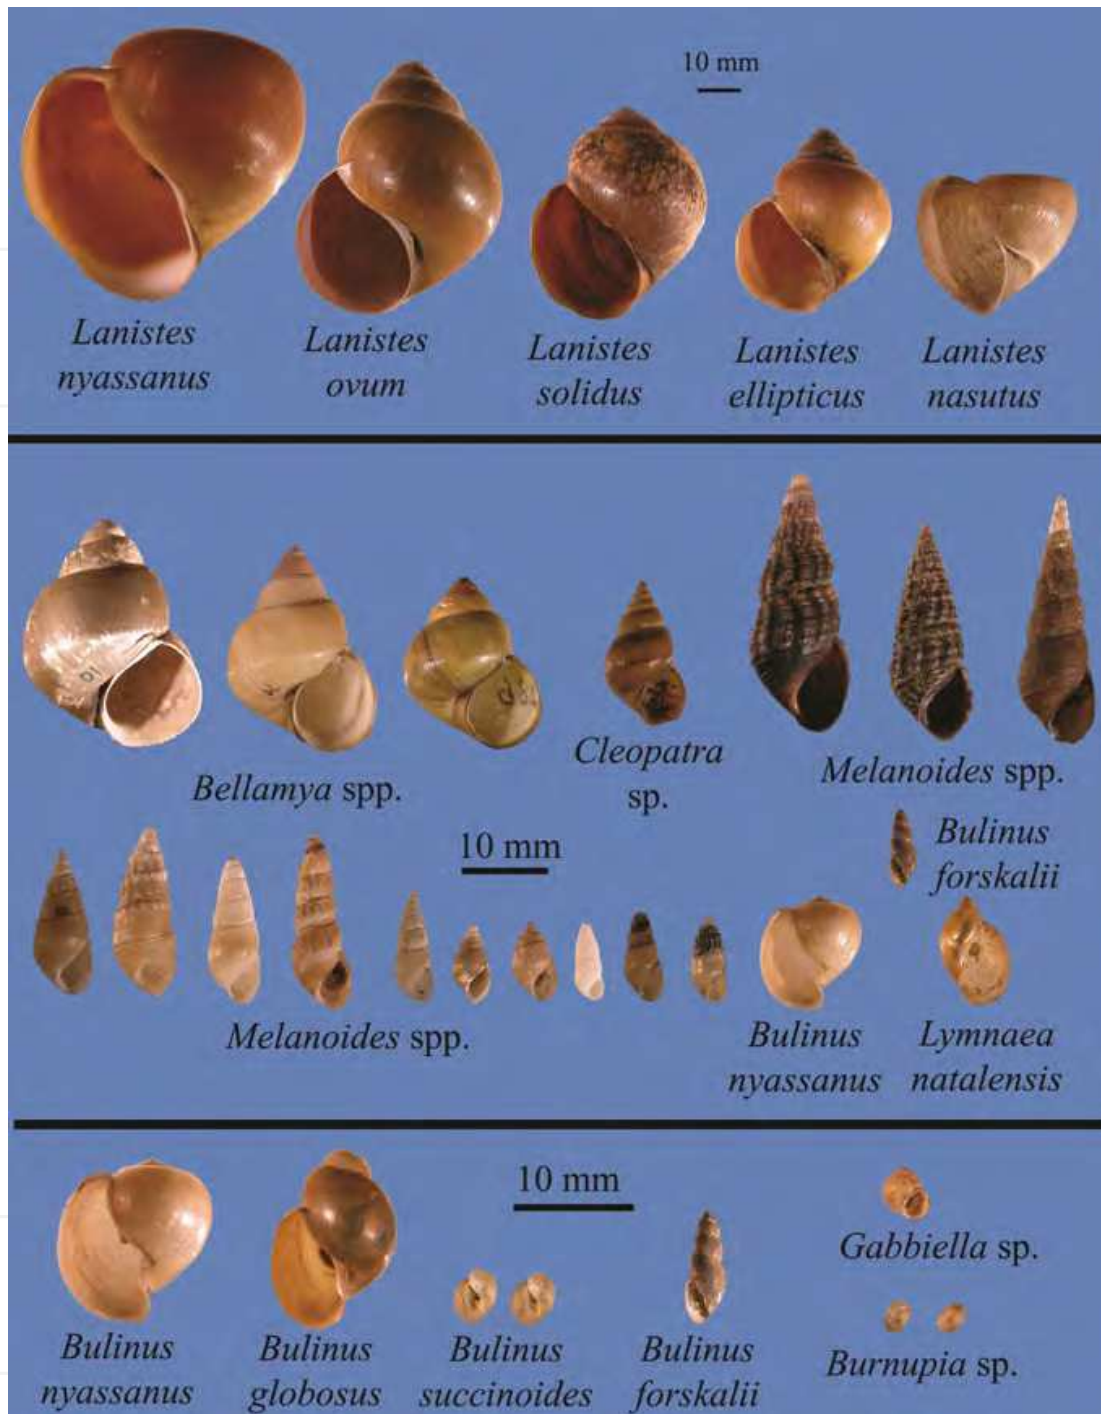 10 mm
Lanistes
nyassanus
Lanistes
ovum
Lanistes
solidus
Lanistes
ellipticus
Lanistes
nasutus
Cleopatra
sp.
Bellamya spp.
Melanoides spp.
10 mm
Bulinus
forskalii
Melanoides spp.
Bulinus
nyassanus
Lymnaea
natalensis
10 mm
Gabbiella sp.
Bulinus
nyassanus
Bulinus
globosus
Bulinus
succinoides
Bulinus
forskalii
Burnupia sp.